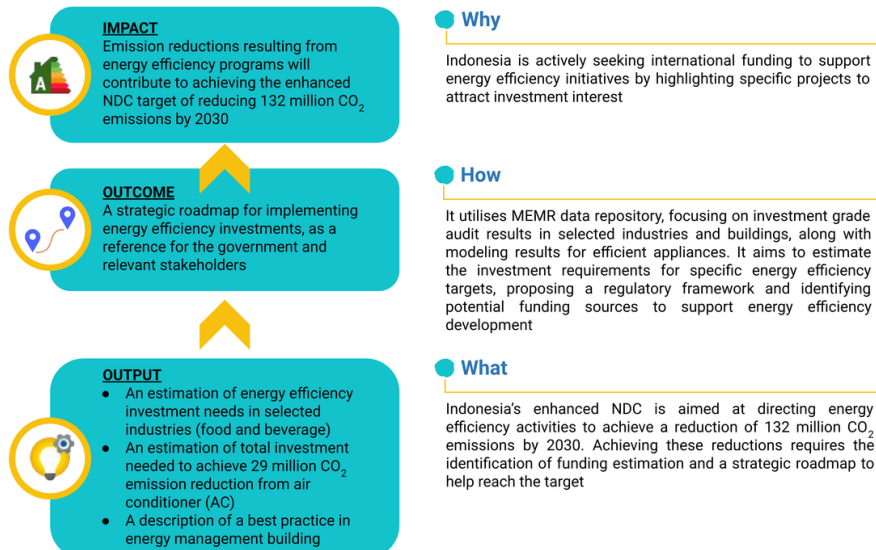 IMPACT
Emission reductions resulting from
energy efficiency programs will
contribute to achieving the enhanced
NDC target of reducing 132 million CO2
emissions by 2030
A
OUTCOME
A strategic roadmap for implementing
energy efficiency investments, as a
reference for the government and
relevant stakeholders
OUTPUT
● An estimation of energy efficiency
investment needs in selected
industries (food and beverage)
● An estimation of total investment
needed to achieve 29 million CO2
emission reduction from air
conditioner (AC)
● A description of a best practice in
energy management building
Why
Indonesia is actively seeking international funding to support
energy efficiency initiatives by highlighting specific projects to
attract investment interest
How
It utilises MEMR data repository, focusing on investment grade
audit results in selected industries and buildings, along with
modeling results for efficient appliances. It aims to estimate
the investment requirements for specific energy efficiency
targets, proposing a regulatory framework and identifying
potential funding sources to support energy efficiency
development
What
Indonesia's enhanced NDC is aimed at directing energy
efficiency activities to achieve a reduction of 132 million CO2
emissions by 2030. Achieving these reductions requires the
identification of funding estimation and a strategic roadmap to
help reach the target